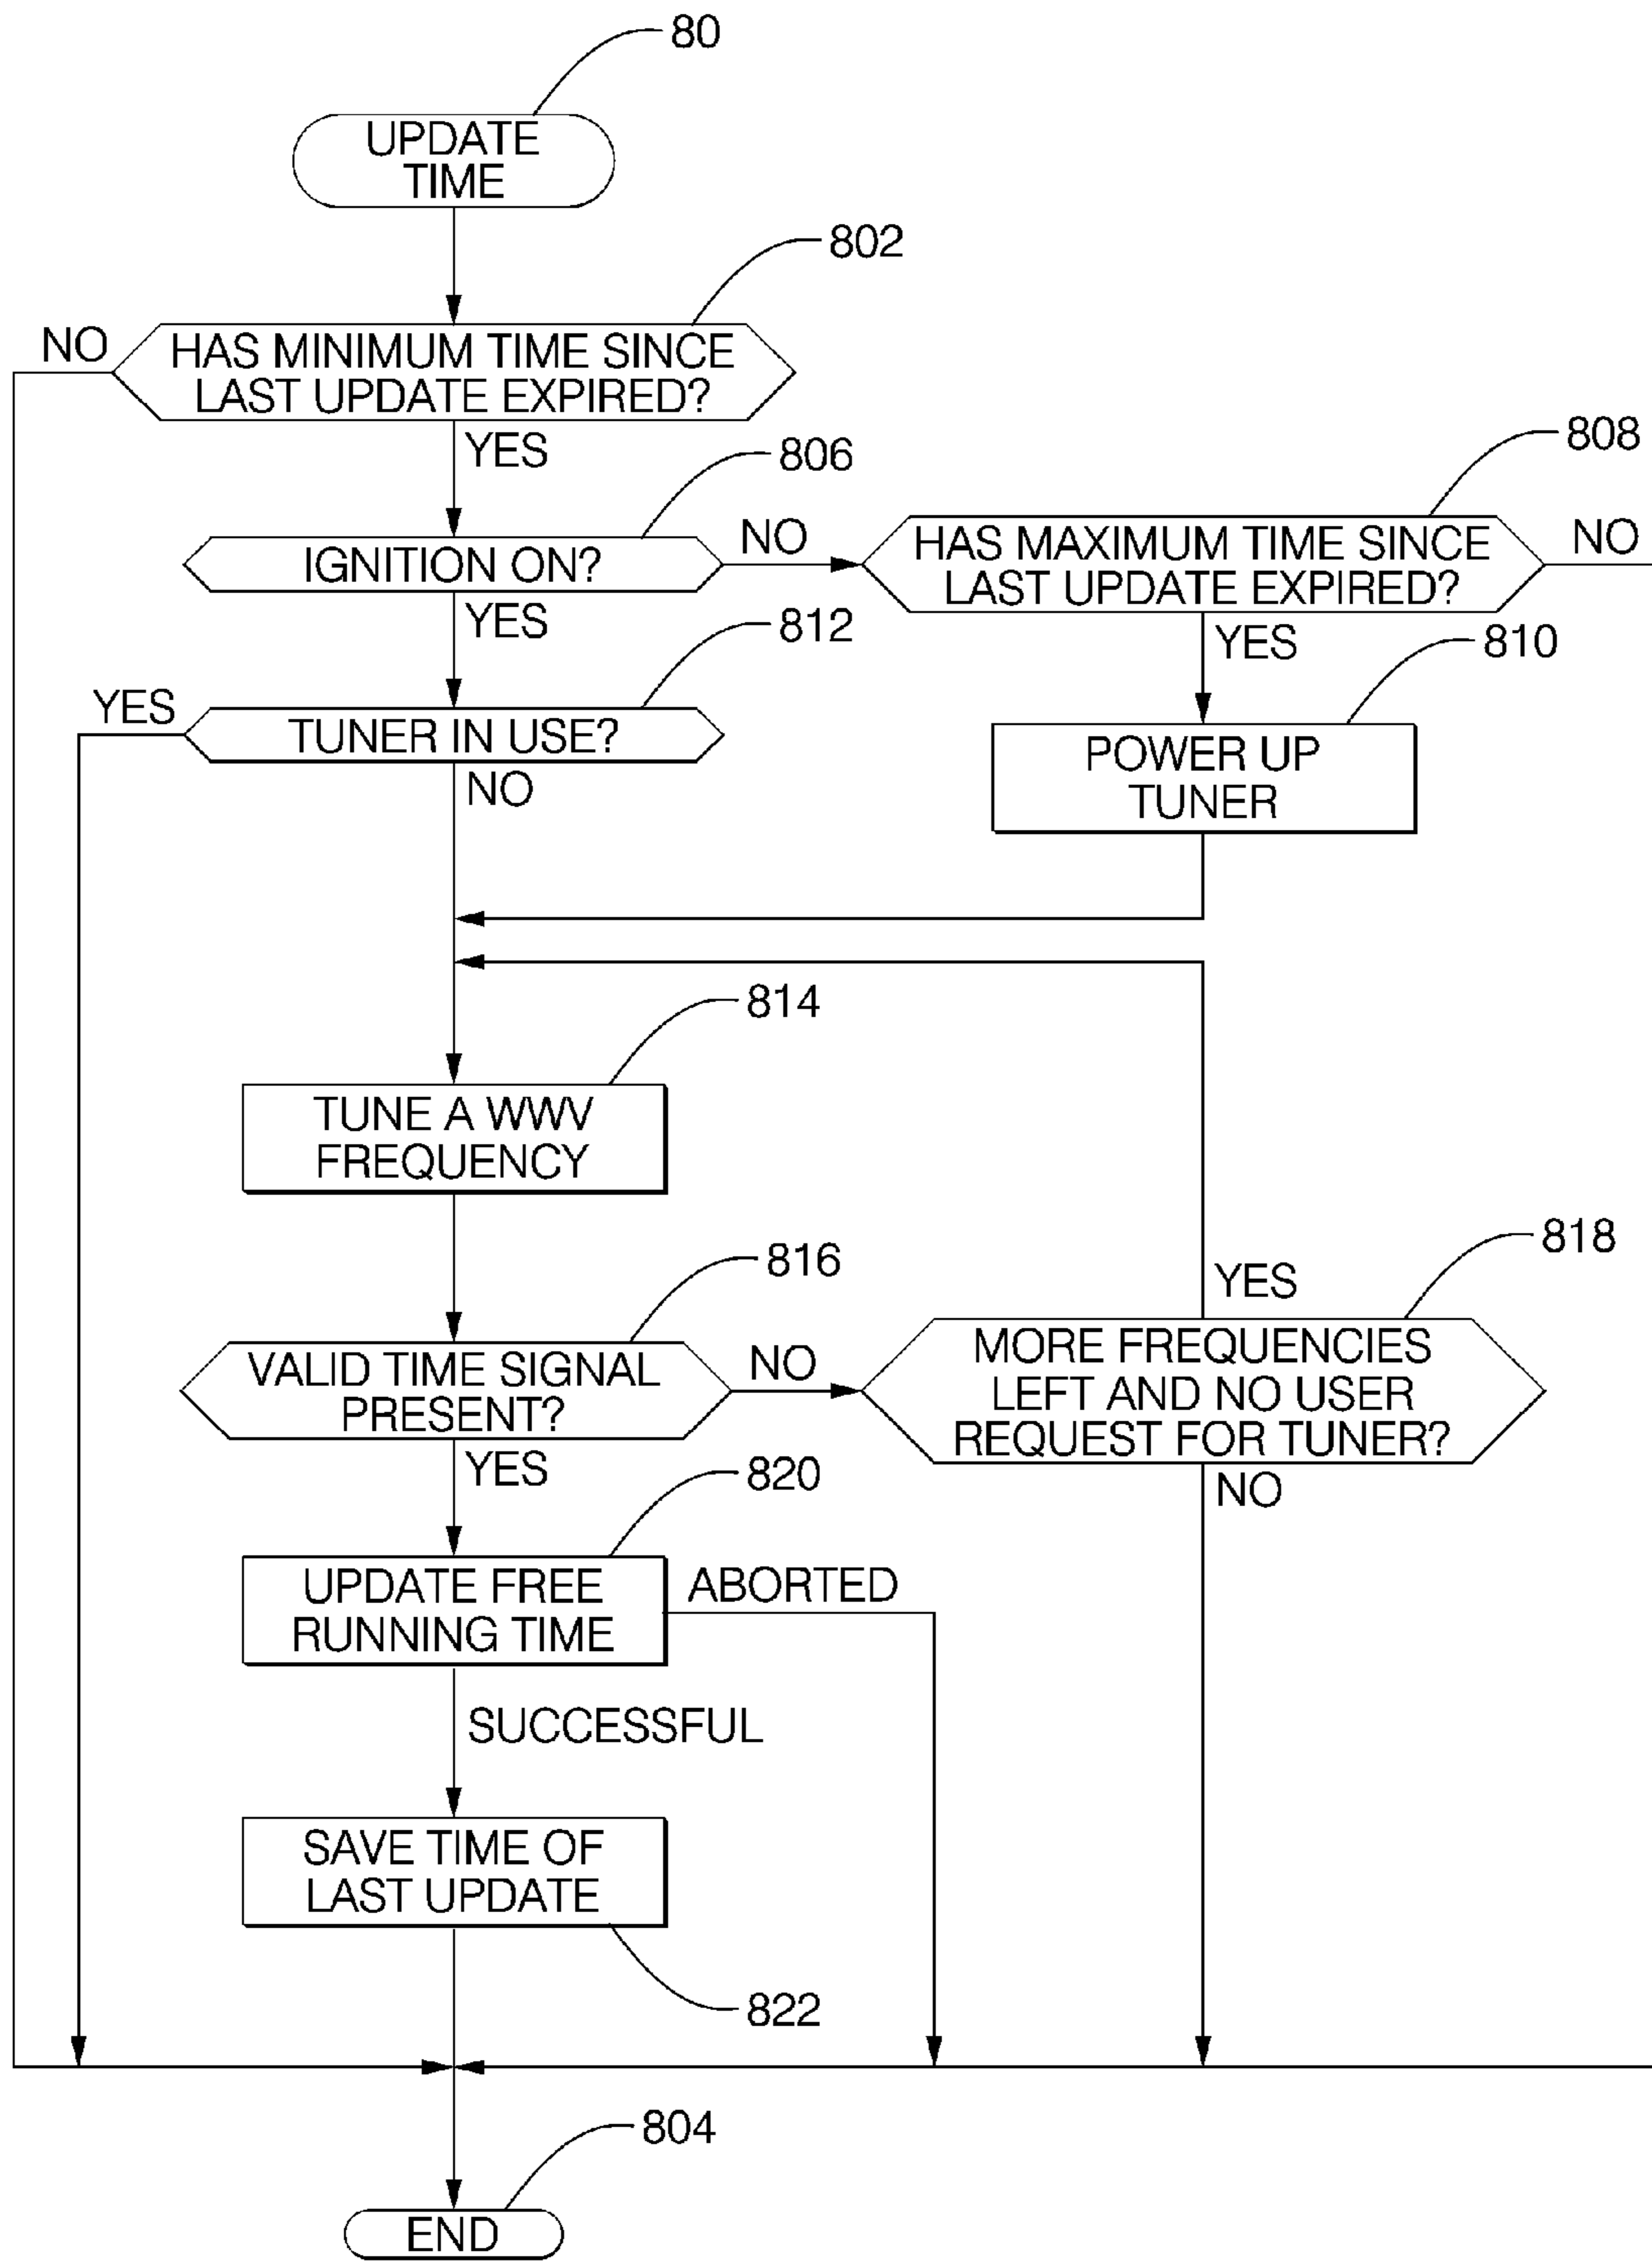 80
UPDATE
TIME
802
NO
HAS MINIMUM TIME SINCE
LAST UPDATE EXPIRED?
YES
806
808
IGNITION ON?
NO
HAS MAXIMUM TIME SINCE
LAST UPDATE EXPIRED?
NO
YES
812
YES
810
YES
TUNER IN USE?
NO
POWER UP
TUNER
814
TUNE A WWV
FREQUENCY
816
818
YES
VALID TIME SIGNAL
PRESENT?
NO
MORE FREQUENCIES
LEFT AND NO USER
REQUEST FOR TUNER?
YES
820
NO
UPDATE FREE
RUNNING TIME
ABORTED
SUCCESSFUL
SAVE TIME OF
LAST UPDATE
822
804
END